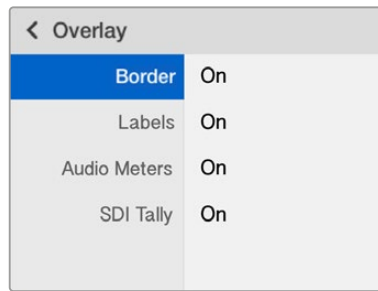 Overlay
Border On
Labels On
Audio Meters On
SDI Tally On